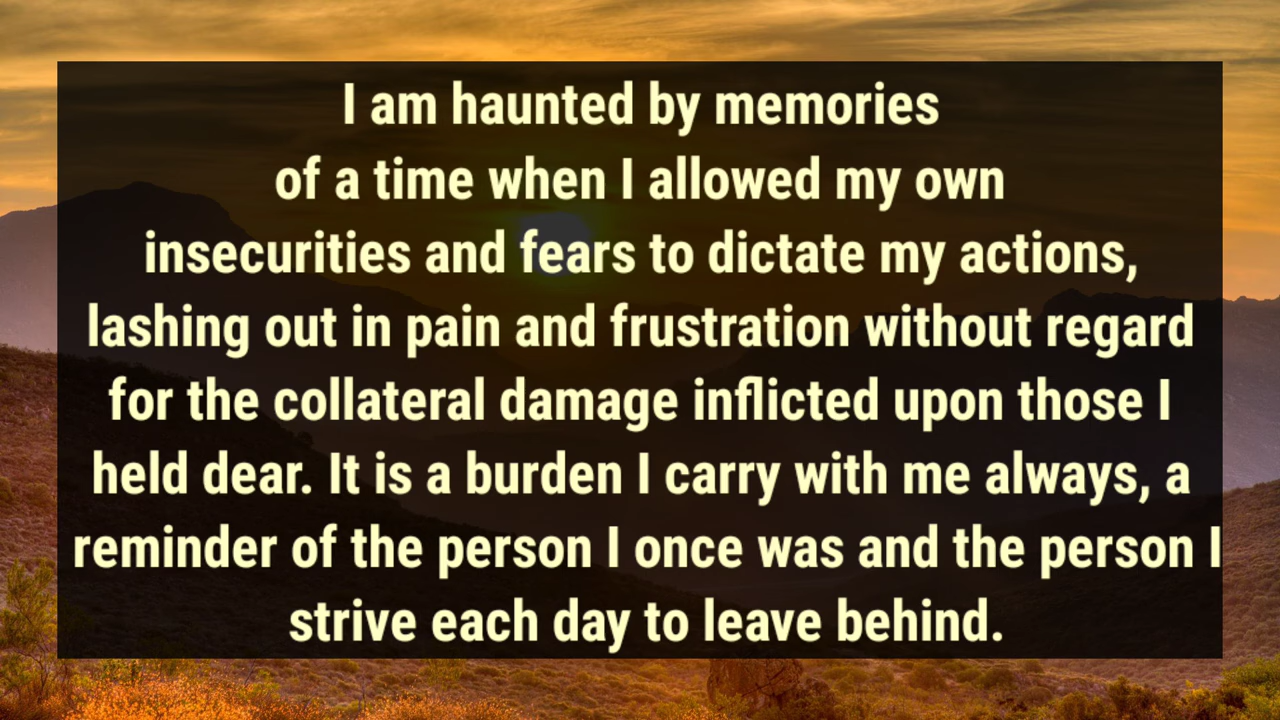 I am haunted by memories
of a time when I allowed my own
insecurities and fears to dictate my actions,
lashing out in pain and frustration without regard
for the collateral damage inflicted upon those I
held dear. It is a burden I carry with me always, a
reminder of the person I once was and the person I
strive each day to leave behind.